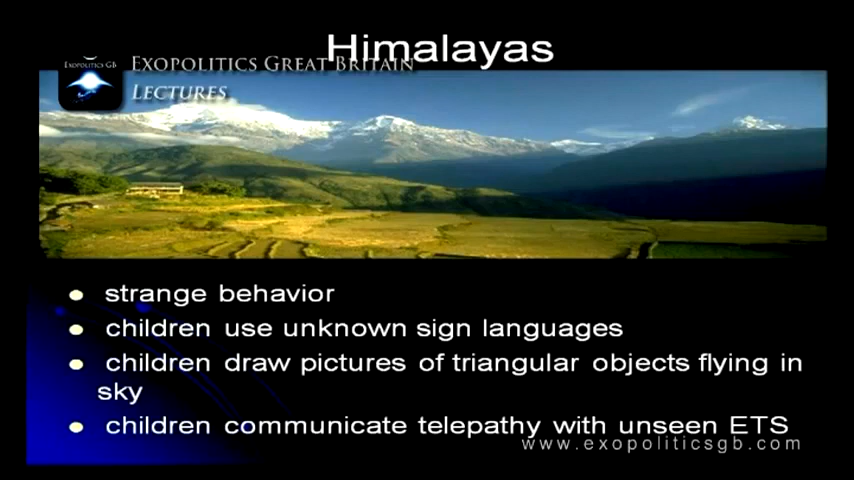 Himalayas
EXOPOLITICS GB
EXOPOLITICS GREAT BRITAIN
LECTURES
• strange behavior
• children use unknown sign languages
• children draw pictures of triangular objects flying in
sky
• children communicate telepathy with unseen ETS
www.exopoliticsgb.com